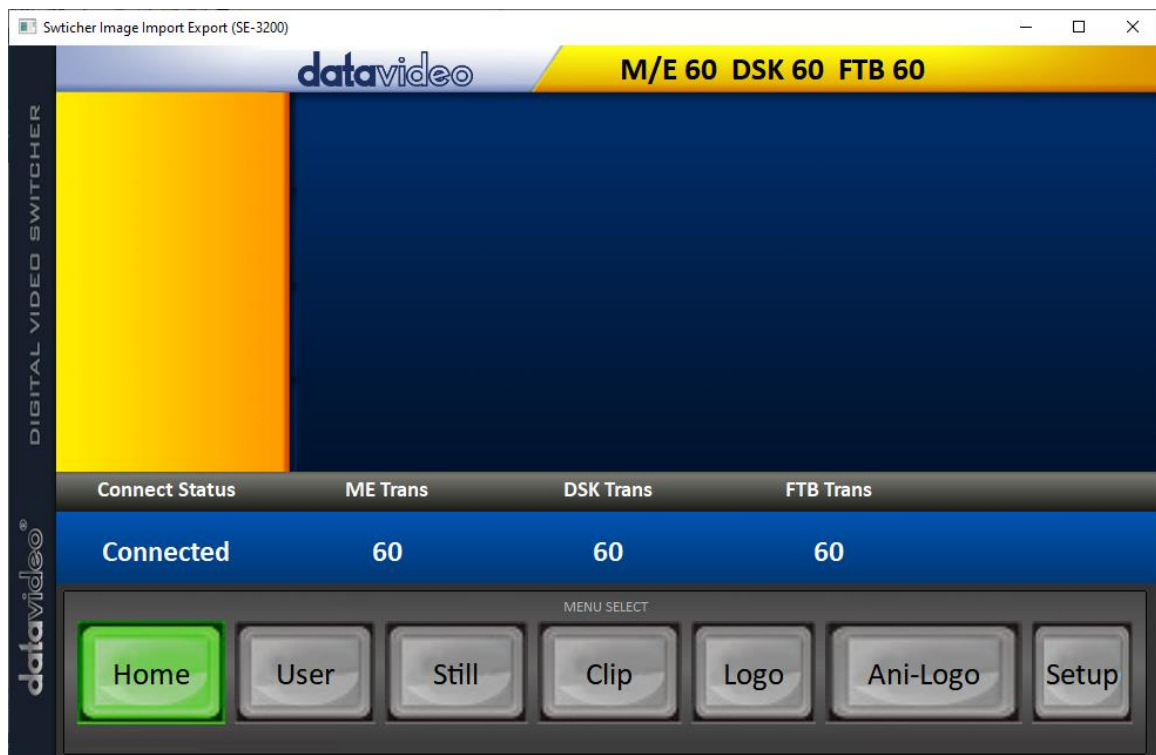 Swticher Image Import Export (SE-3200)
datavideo
M/E 60 DSK 60 FTB 60
DIGITAL VIDEO SWITCHER
datavideo®
Connect Status ME Trans DSK Trans FTB Trans
Connected 60 60 60
MENU SELECT
Home User Still Clip Logo Ani-Logo Setup